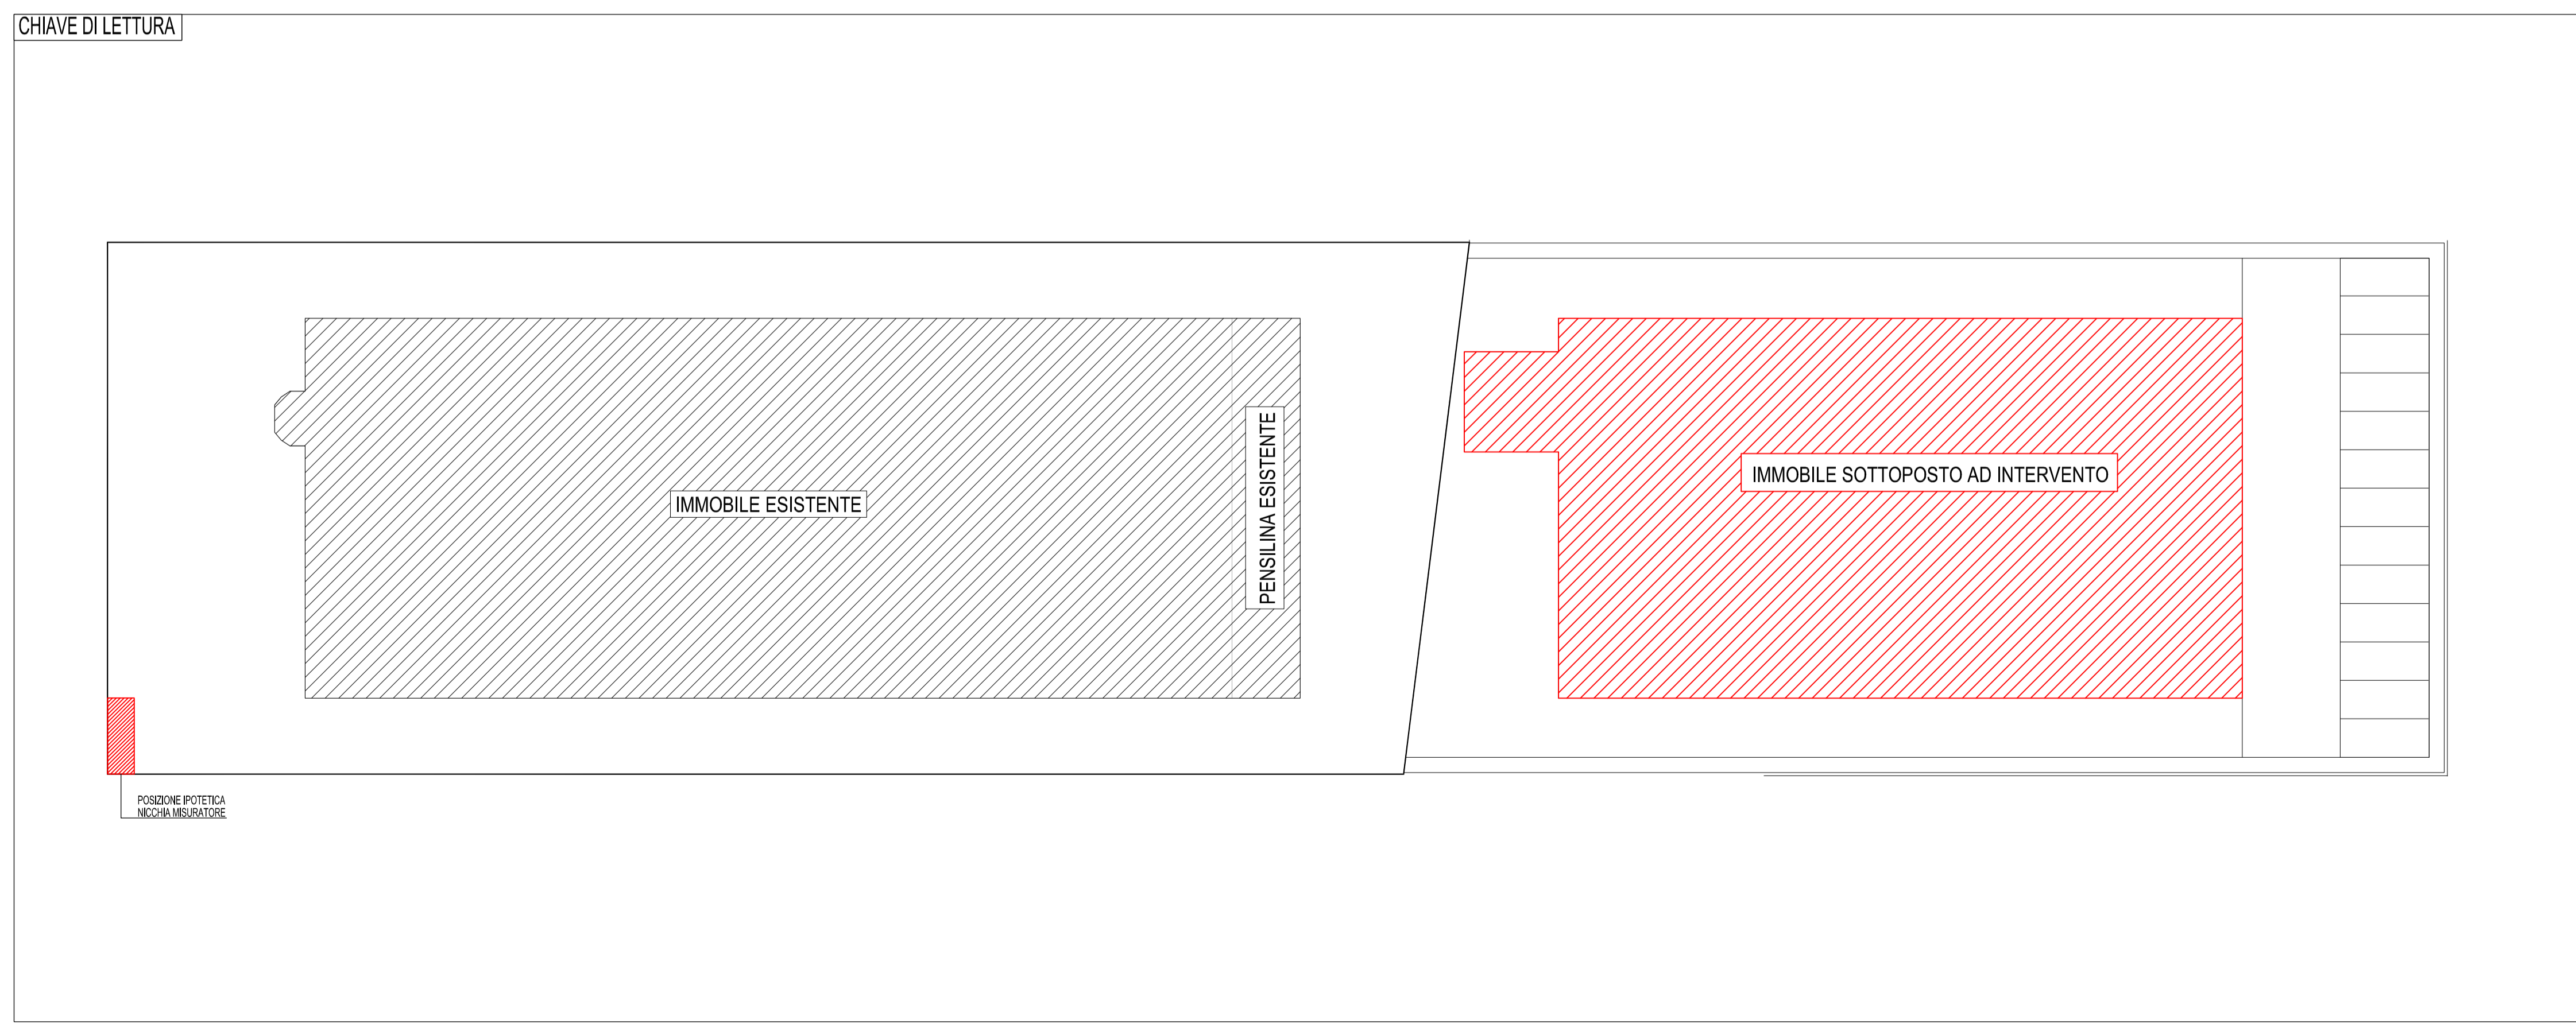 CHIAVE DI LETTURA
IMMOBILE ESISTENTE
PENSILINA ESISTENTE
IMMOBILE SOTTOPOSTO AD INTERVENTO
POSIZIONE IPOTETICA
NICCHIA MISURATORE